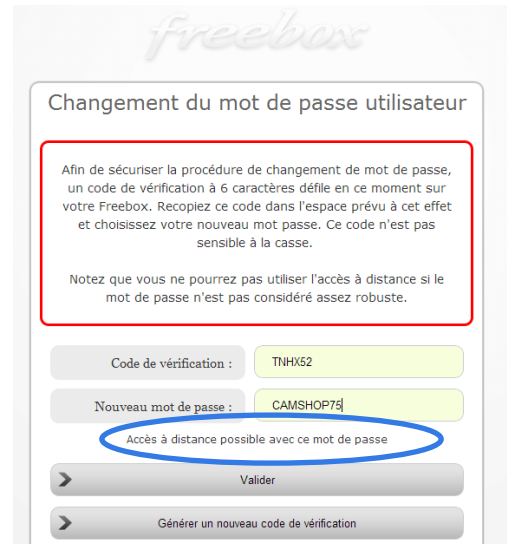 freebox
Changement du mot de passe utilisateur
Afin de sécuriser la procédure de changement de mot de passe,
un code de vérification à 6 caractères défile en ce moment sur
votre Freebox. Recopiez ce code dans l'espace prévu à cet effet
et choisissez votre nouveau mot passe. Ce code n'est pas
sensible à la casse.
Notez que vous ne pourrez pas utiliser l'accès à distance si le
mot de passe n'est pas considéré assez robuste.
Code de vérification : TNHX52
Nouveau mot de passe : CAMSHOP75
Accès à distance possible avec ce mot de passe
Valider
Générer un nouveau code de vérification